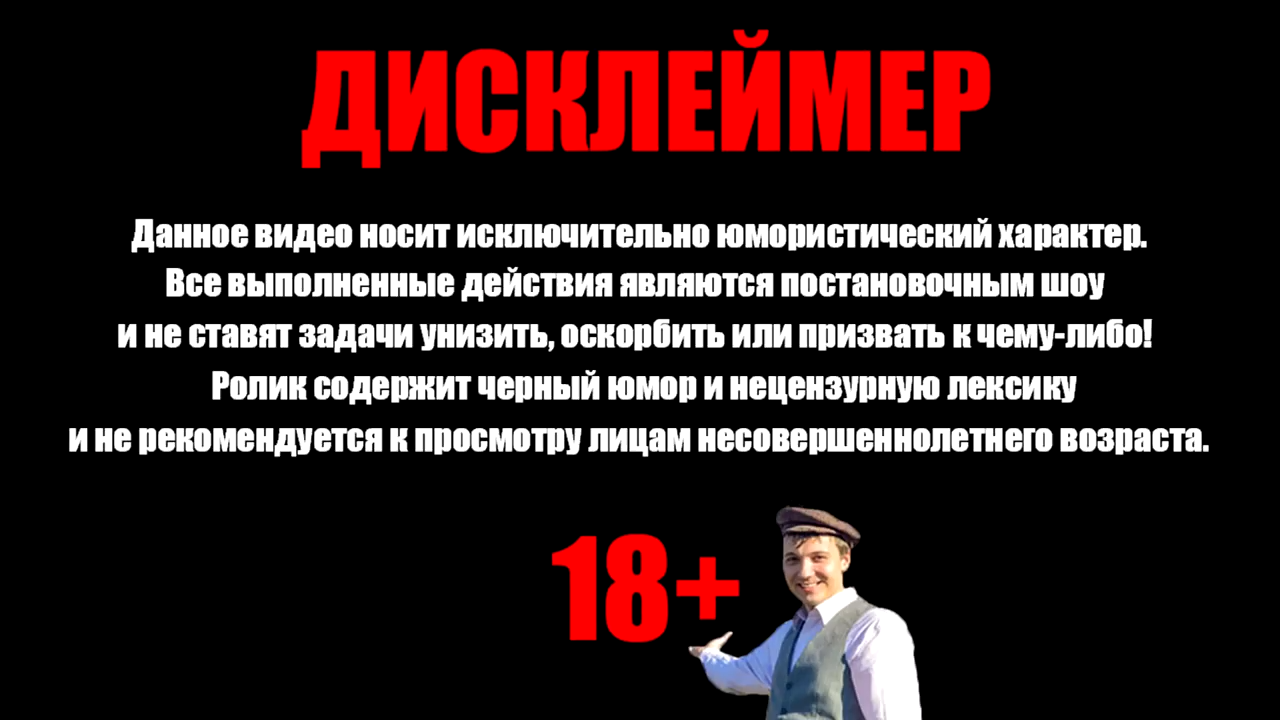 ДИСКЛЕЙМЕР
Данное видео носит исключительно юмористический характер.
Все выполненные действия являются постановочным шоу
и не ставят задачи унизить, оскорбить или призвать к чему-либо!
Ролик содержит черный юмор и нецензурную лексику
и не рекомендуется к просмотру лицам несовершеннолетнего возраста.
18+